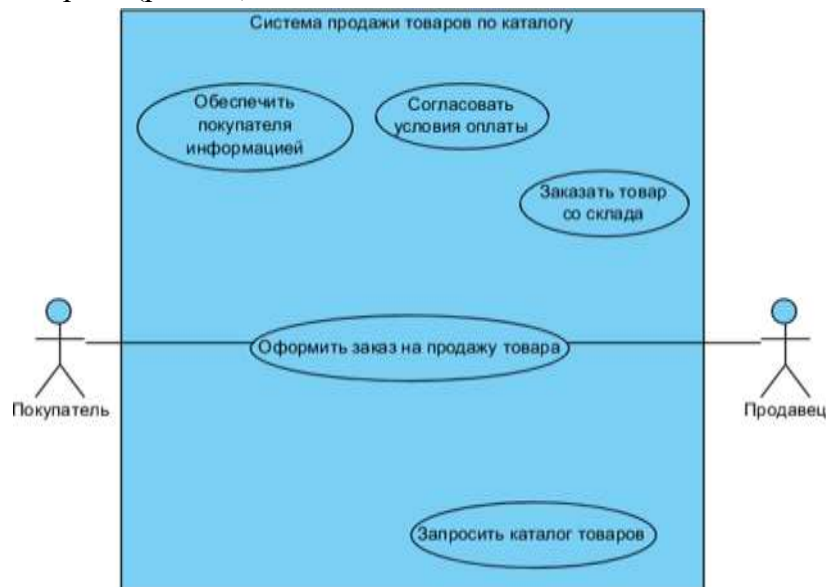 Система продажи товаров по каталогу
Обеспечить
покупателя
информацией
Согласовать
условия оплаты
Заказать товар
со склада
Оформить заказ на продажу товара
Покупатель
Продавец
Запросить каталог товаров